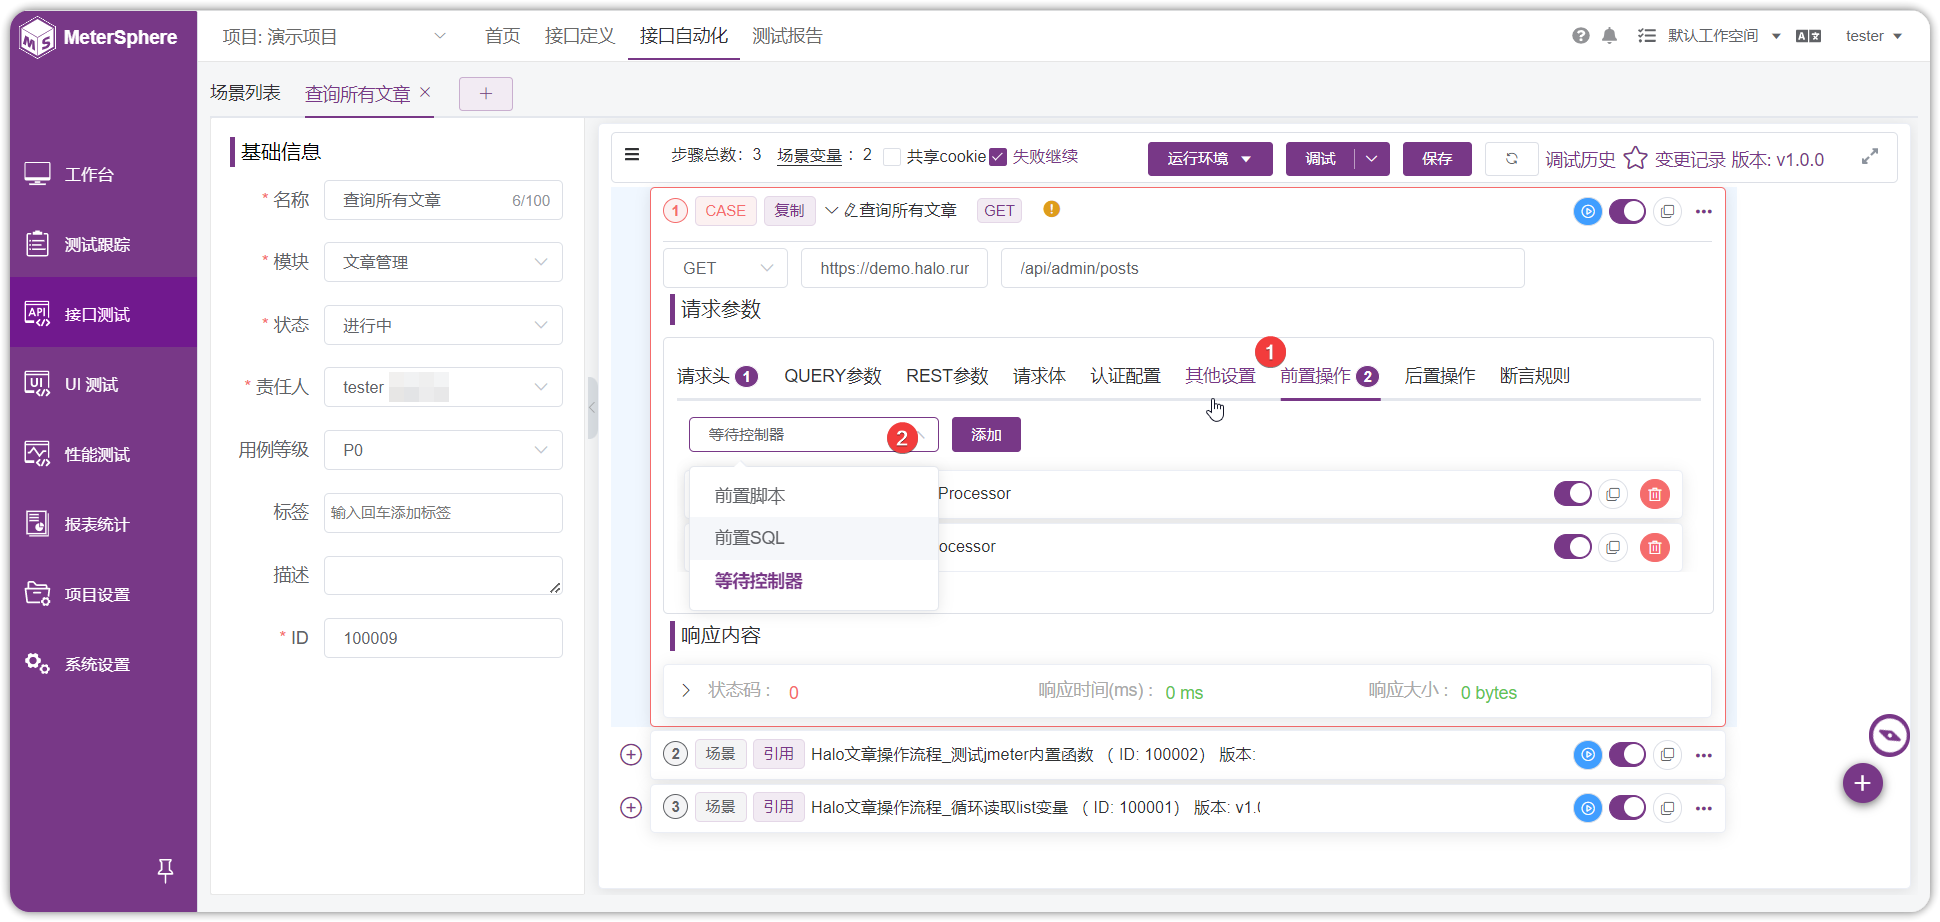 MeterSphere
项目: 演示项目
首页
接口定义
接口自动化
测试报告
默认工作空间
tester
工作台
测试跟踪
接口测试
UI 测试
性能测试
报表统计
项目设置
系统设置
场景列表
查询所有文章
基础信息
* 名称
查询所有文章
6/100
* 模块
文章管理
* 状态
进行中
* 责任人
tester
用例等级
P0
标签
输入回车添加标签
描述
* ID
100009
步骤总数: 3
场景变量 : 2
共享cookie
失败继续
运行环境
调试
保存
调试历史
变更记录
版本: v1.0.0
1
CASE
复制
查询所有文章
GET
GET
https://demo.halo.rur
/api/admin/posts
请求参数
请求头 1
QUERY参数
REST参数
请求体
认证配置
其他设置
1
前置操作 2
后置操作
断言规则
等待控制器
2
添加
前置脚本
前置SQL
等待控制器
Processor
ocessor
响应内容
状态码 : 0
响应时间(ms) : 0 ms
响应大小 : 0 bytes
2
场景
引用
Halo文章操作流程_测试jmeter内置函数 （ ID: 100002） 版本:
3
场景
引用
Halo文章操作流程_循环读取list变量 （ ID: 100001） 版本: v1.0